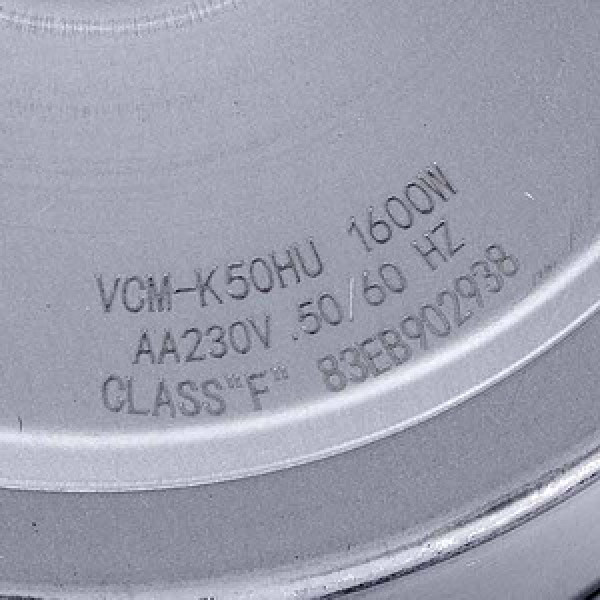 VCM-K50HU 1600W
AA230V .50/60 HZ
CLASS"F" 83EB902938